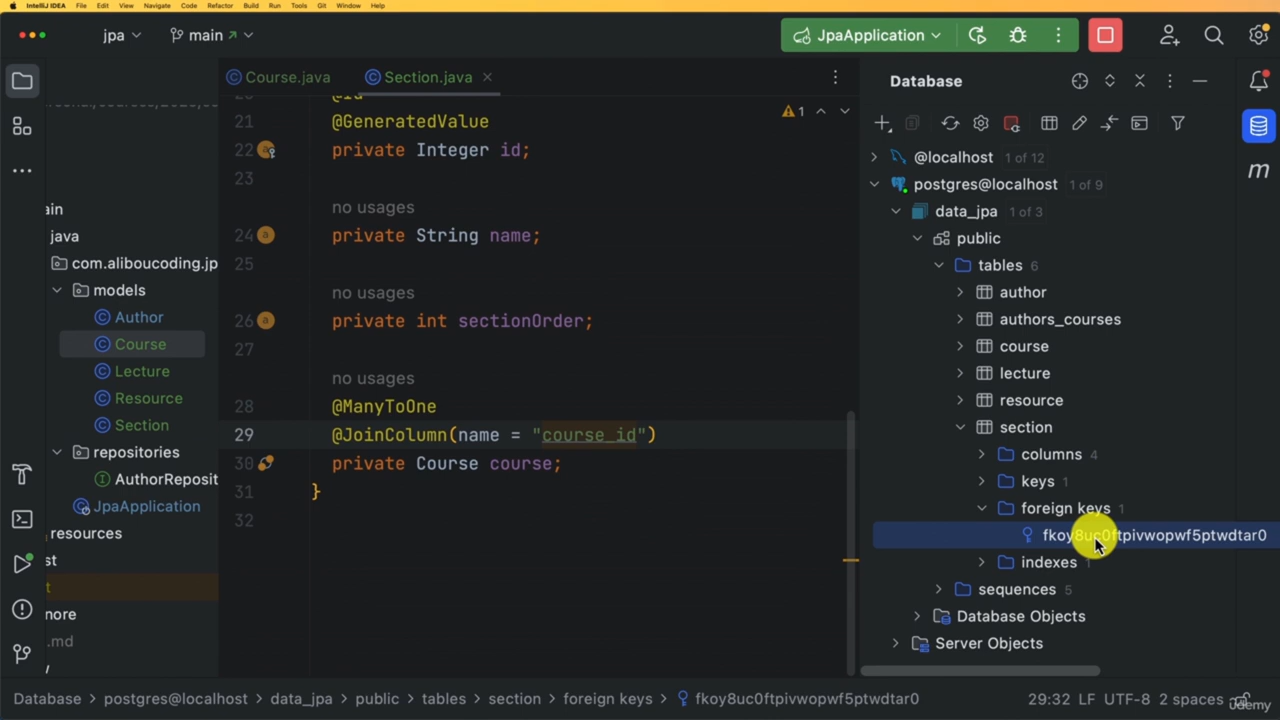 IntelliJ IDEA File Edit View Navigate Code Refactor Build Run Tools Git Window Help
jpa main JpaApplication
Course.java Section.java
Database
1
@localhost 1 of 12
postgres@localhost 1 of 9
data_jpa 1 of 3
public
tables 6
author
authors_courses
course
lecture
resource
section
columns 4
keys 1
foreign keys 1
fkoy8uc0ftpivwopwf5ptwdtar0
indexes 1
sequences 5
Database Objects
Server Objects
m
ain
java
com.aliboucoding.jp
models
Author
Course
Lecture
Resource
Section
repositories
AuthorReposit
JpaApplication
resources
st
t
nore
.md
21 @GeneratedValue
22 private Integer id;
23
no usages
24 private String name;
25
no usages
26 private int sectionOrder;
27
no usages
28 @ManyToOne
29 @JoinColumn(name = "course_id")
30 private Course course;
31 }
32
Database > postgres@localhost > data_jpa > public > tables > section > foreign keys > fkoy8uc0ftpivwopwf5ptwdtar0
29:32 LF UTF-8 2 spaces
udemy